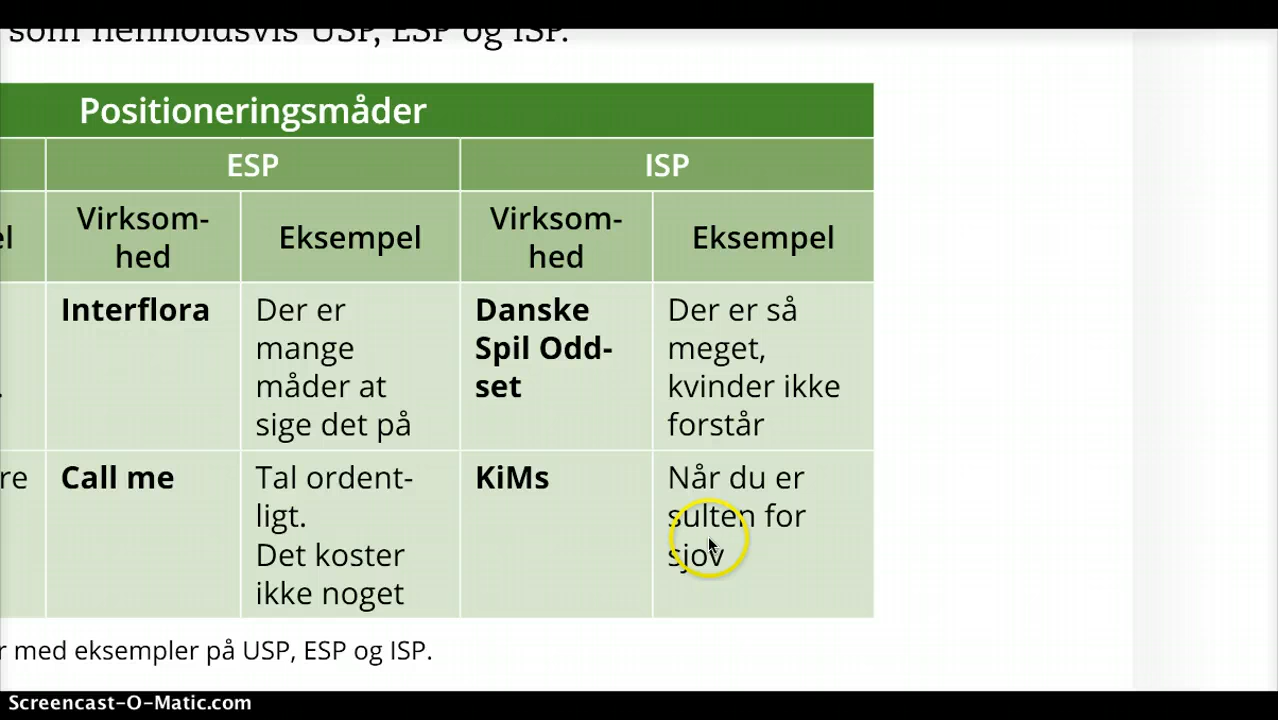 som henholdsvis USP, ESP og ISP.
Positioneringsmåder
ESP
ISP
el
Virksom-
hed
Eksempel
Virksom-
hed
Eksempel
Interflora
Der er
mange
måder at
sige det på
Danske
Spil Odd-
set
Der er så
meget,
kvinder ikke
forstår
.
re
Call me
Tal ordent-
ligt.
Det koster
ikke noget
KiMs
Når du er
sulten for
sjov
r med eksempler på USP, ESP og ISP.
Screencast-O-Matic.com